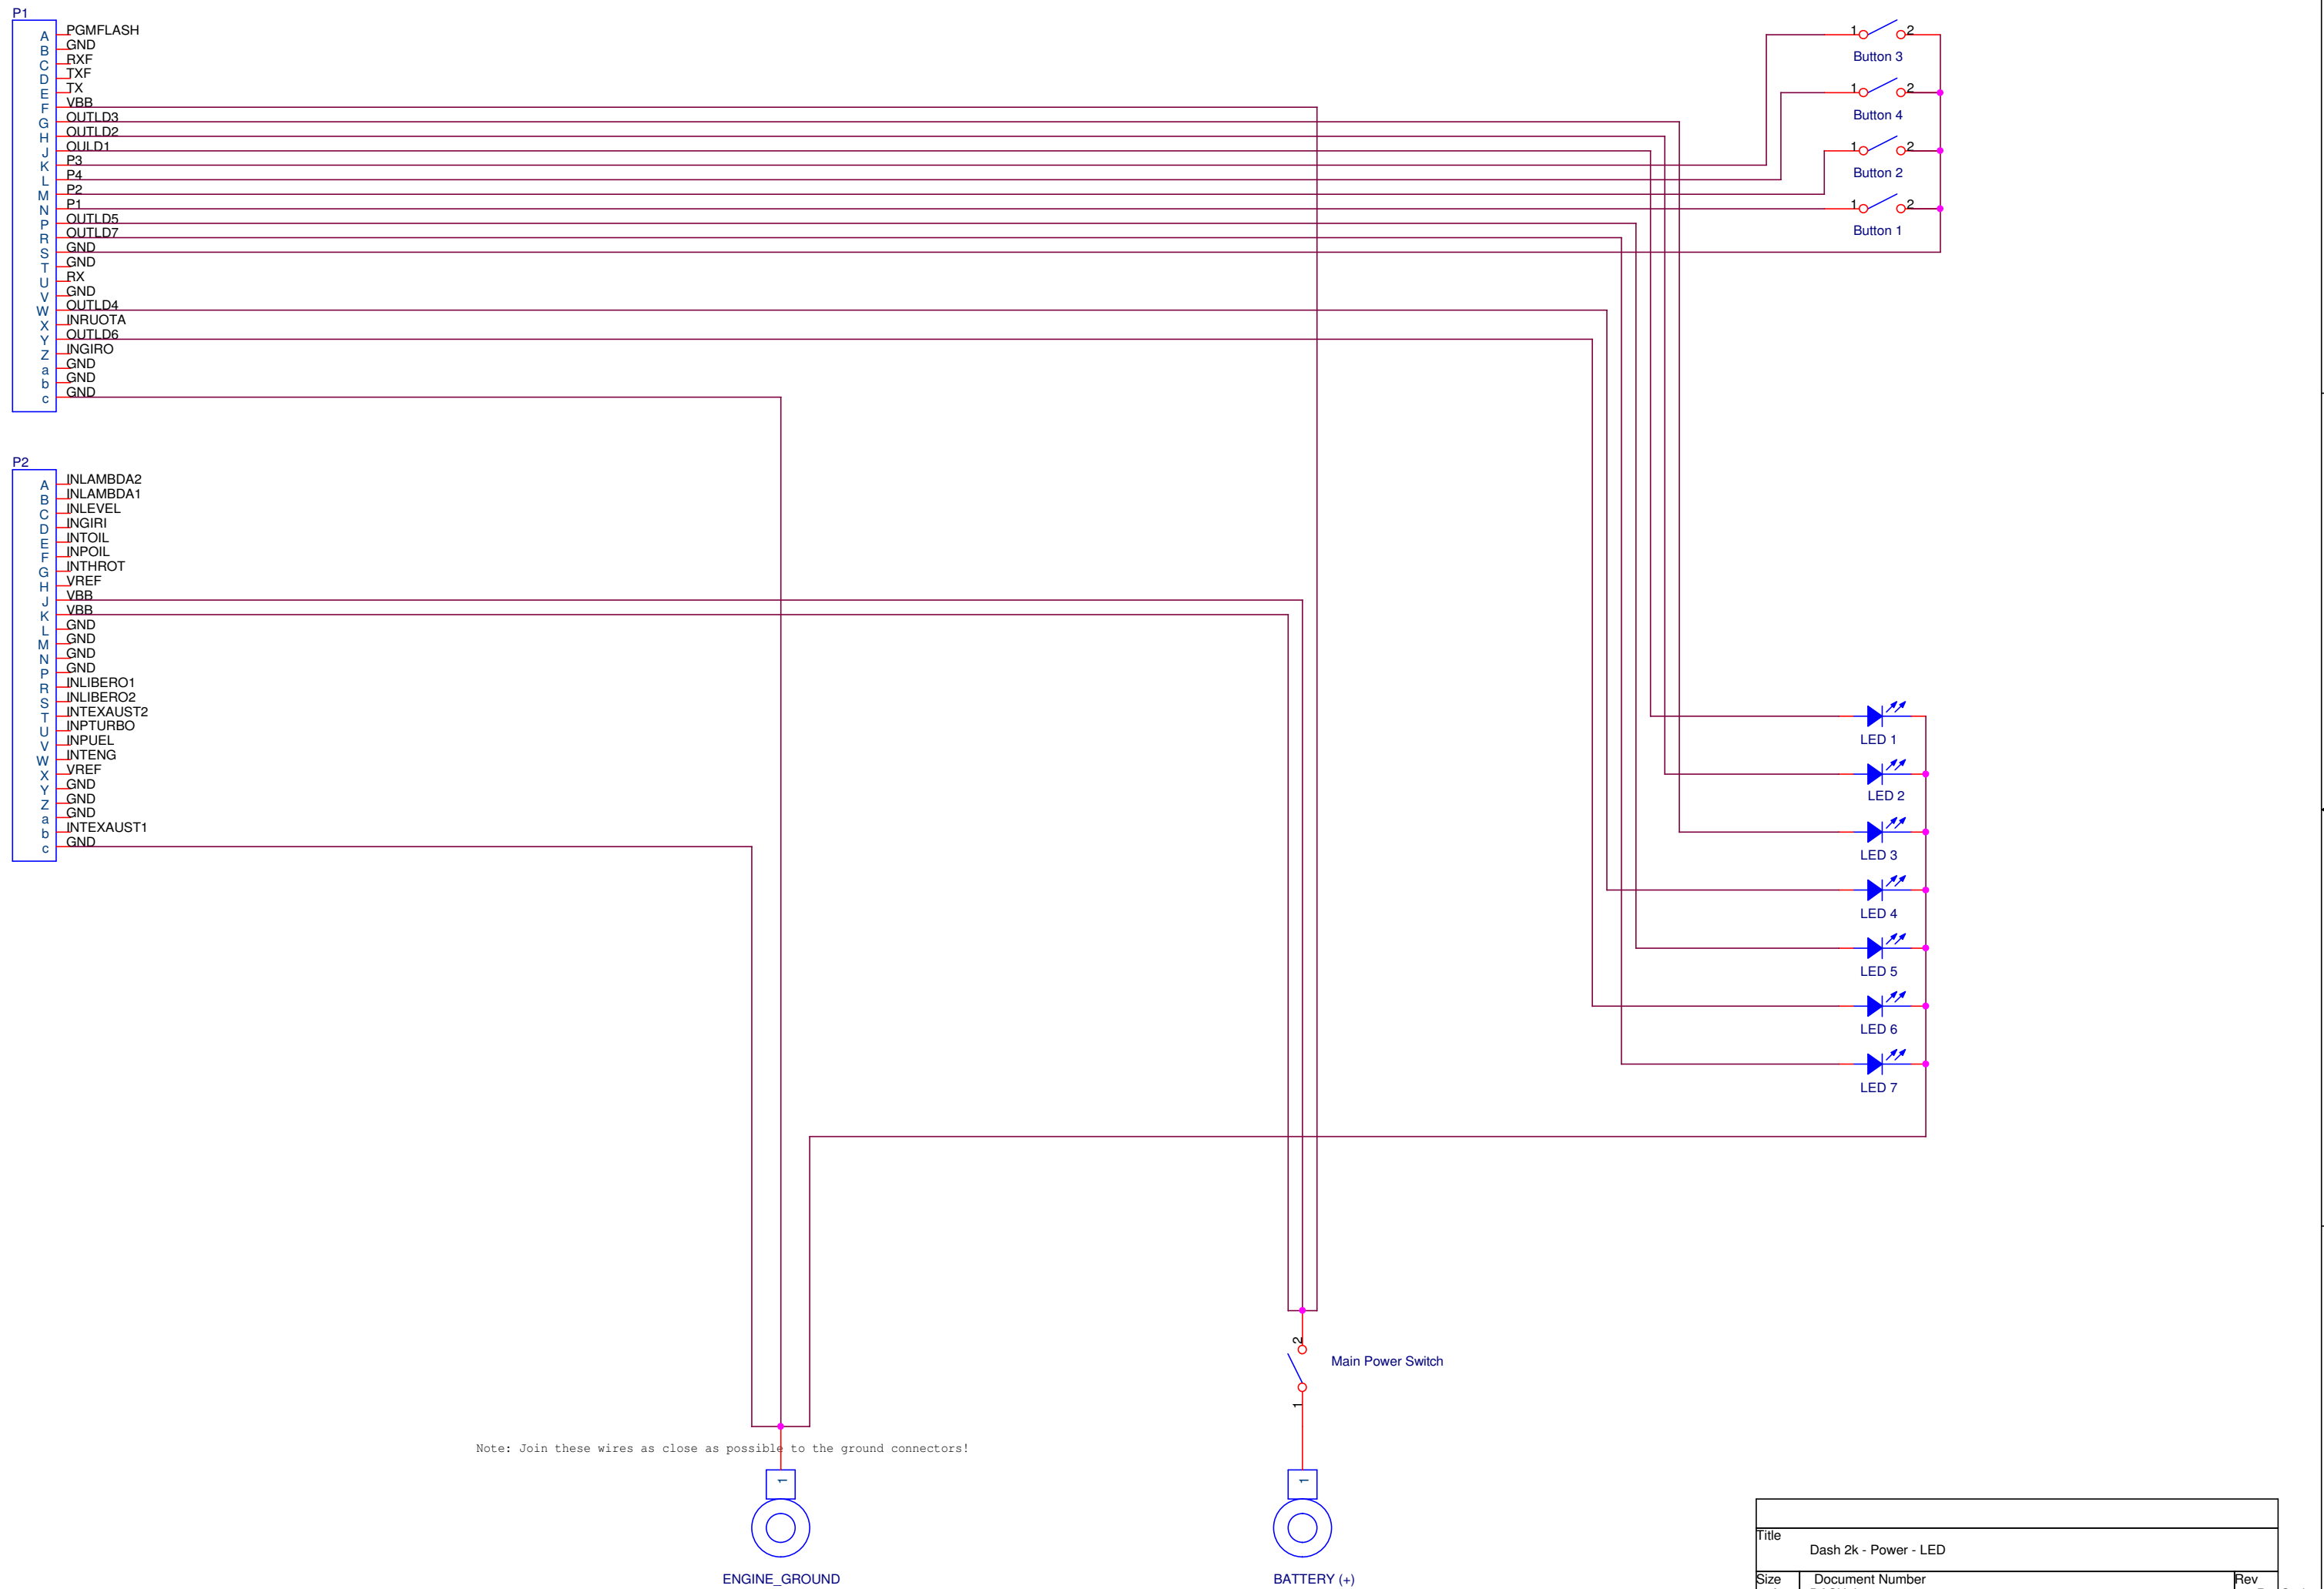 P1
A PGMFLASH
B GND
C RXF
D TXF
E TX
F VBB
G OUTLD3
H OUTLD2
J OULD1
K P3
L P4
M P2
N P1
P OUTLD5
R OUTLD7
S GND
T GND
U RX
V GND
W OUTLD4
X INRUOTA
Y OUTLD6
Z INGIRO
a GND
b GND
c GND
1 2
Button 3
1 2
Button 4
1 2
Button 2
1 2
Button 1
P2
A INLAMBDA2
B INLAMBDA1
C INLEVEL
D INGIRI
E INTOIL
F INPOIL
G INTHROT
H VREF
J VBB
K VBB
L GND
M GND
N GND
P GND
R INLIBERO1
S INLIBERO2
T INTEXAUST2
U INPTURBO
V INPUEL
W INTENG
X VREF
Y GND
Z GND
a GND
b INTEXAUST1
c GND
LED 1
LED 2
LED 3
LED 4
LED 5
LED 6
LED 7
2
Main Power Switch
1
Note: Join these wires as close as possible to the ground connectors!
1
1
ENGINE_GROUND
BATTERY (+)
Title
Dash 2k - Power - LED
Size Document Number Rev